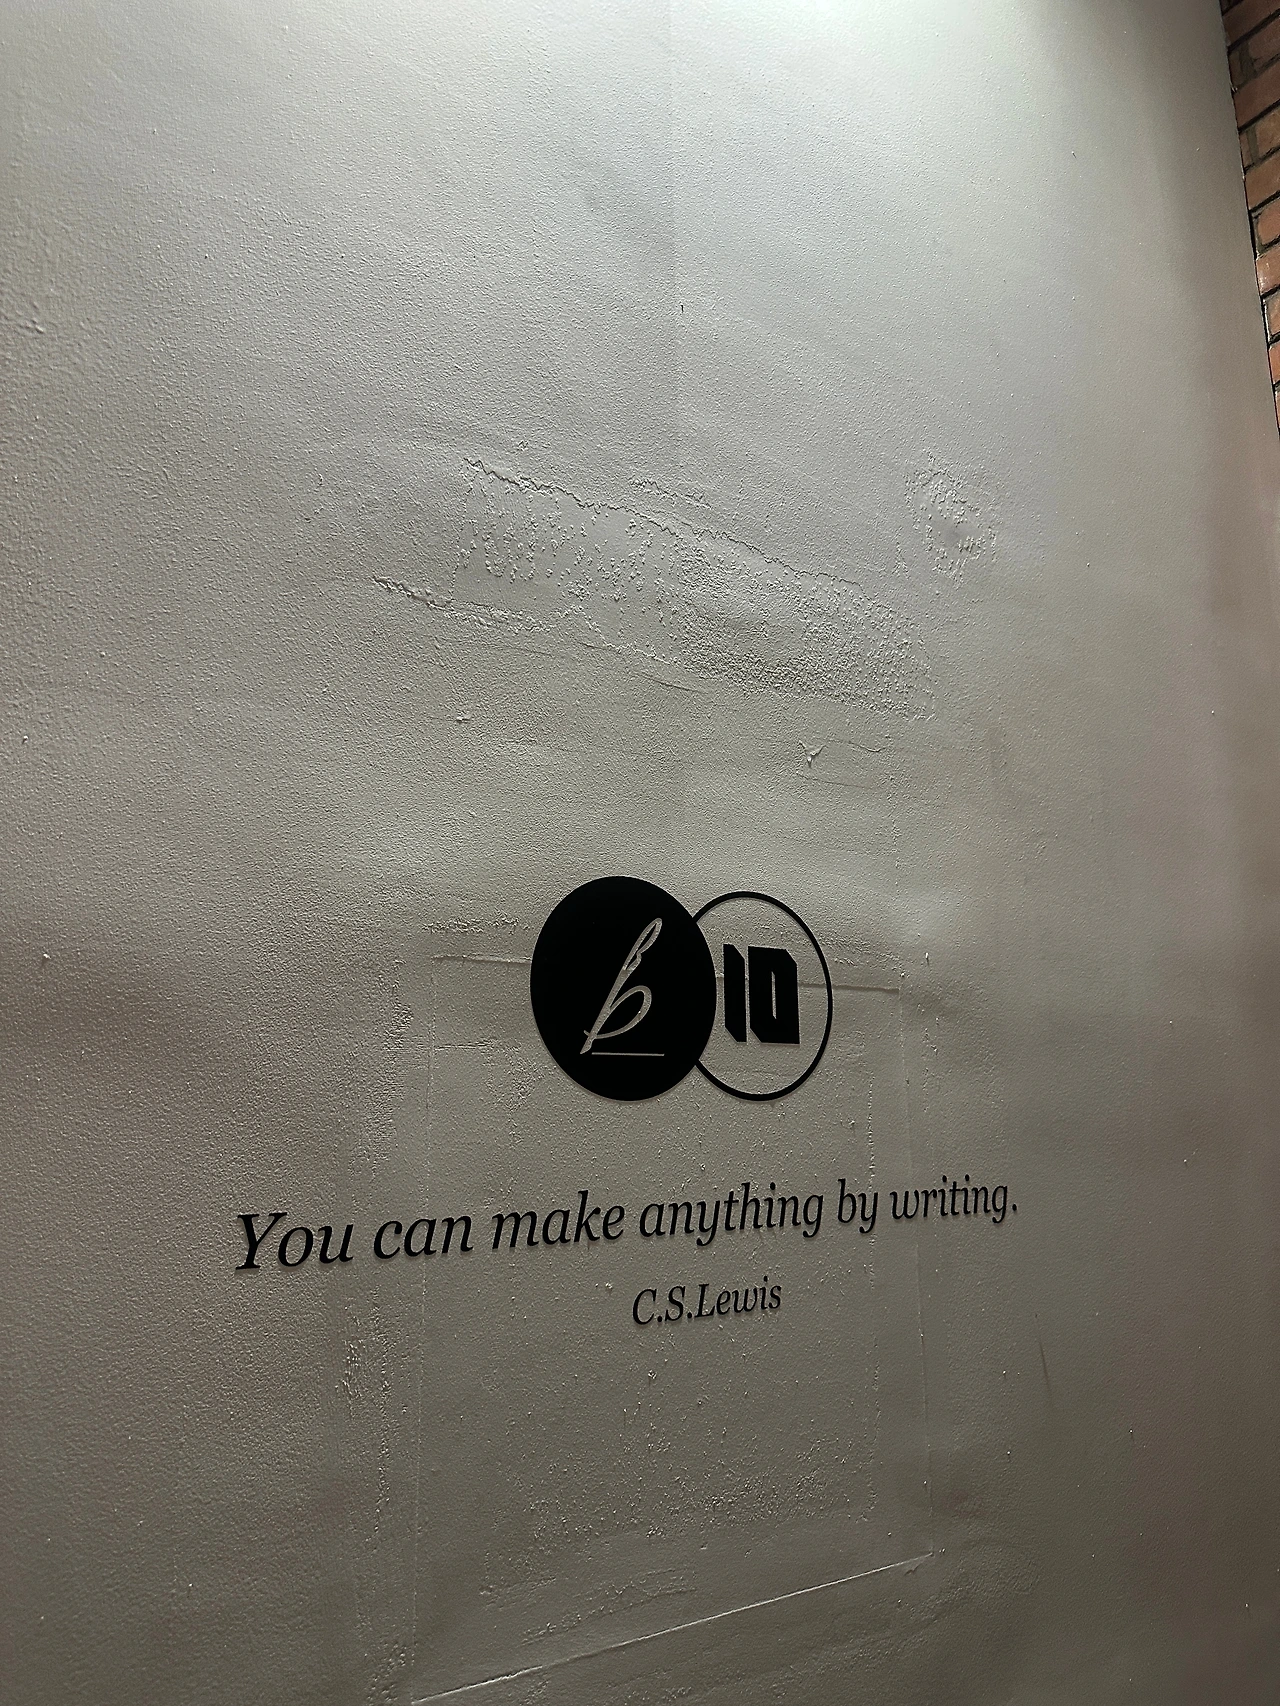 b 10
You can make anything by writing.
C.S.Lewis